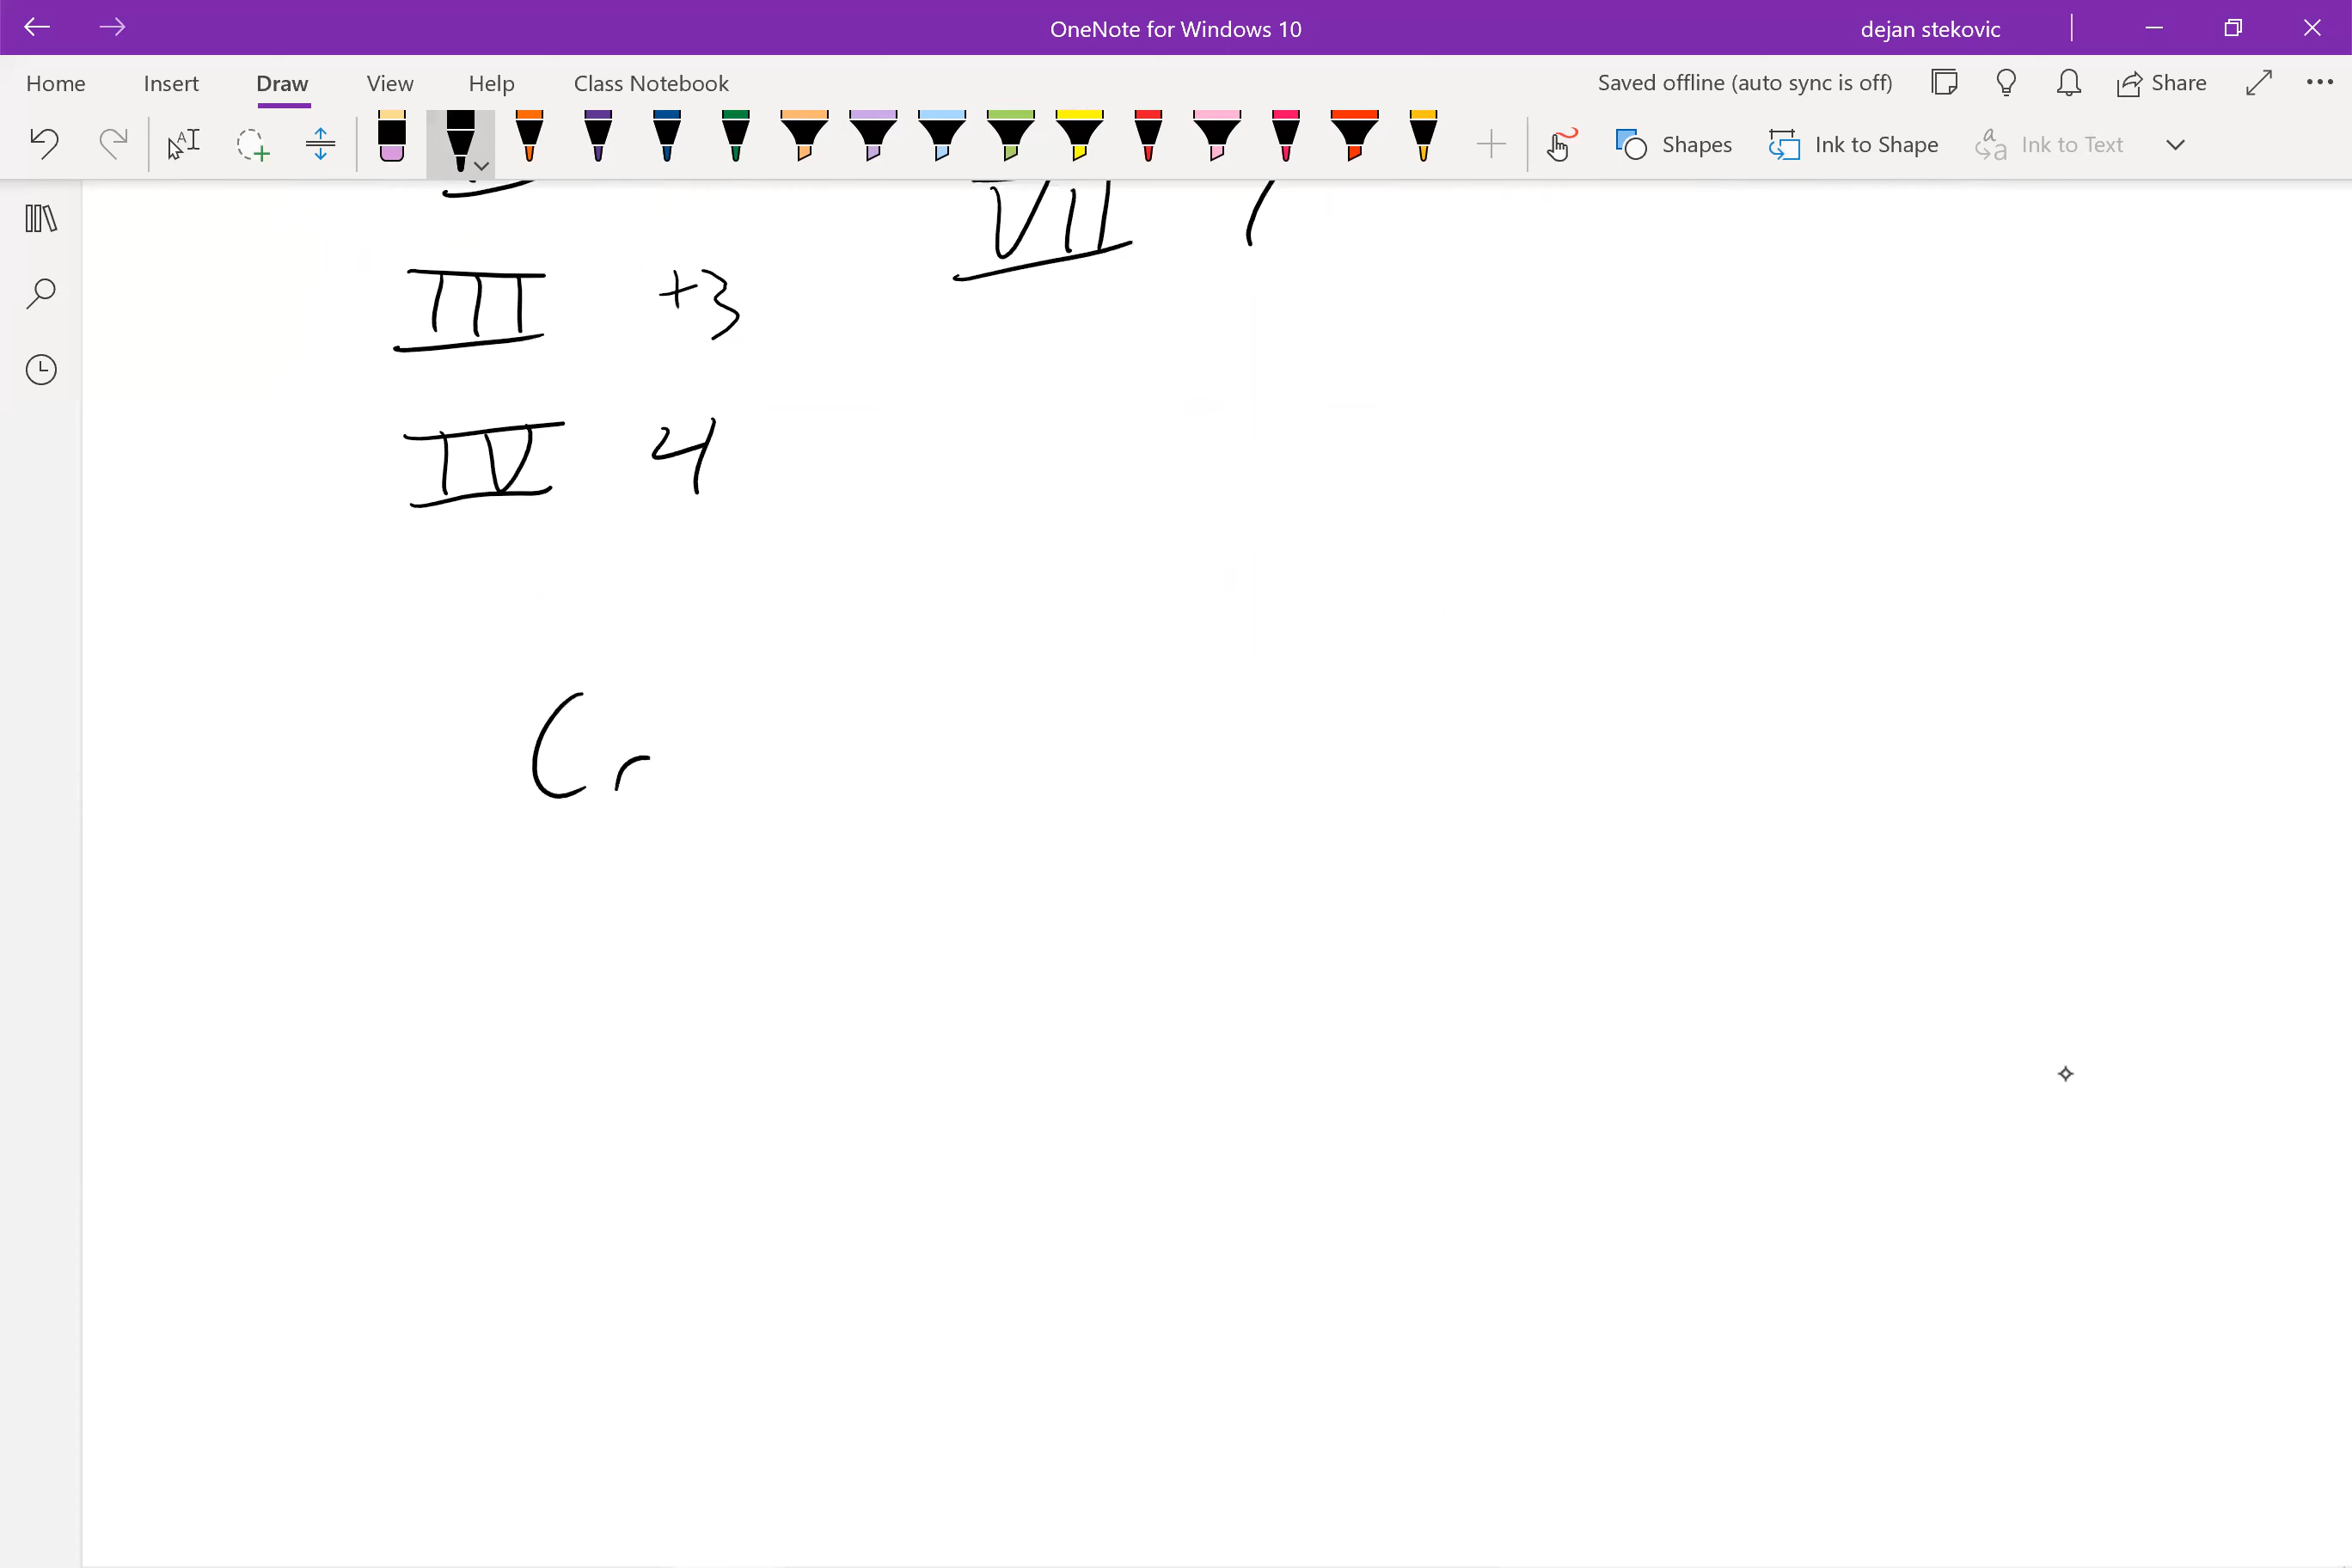 OneNote for Windows 10 dejan stekovic
Home Insert Draw View Help Class Notebook Saved offline (auto sync is off) Share
Shapes Ink to Shape Ink to Text
VII
III +3
IV 4
Cr